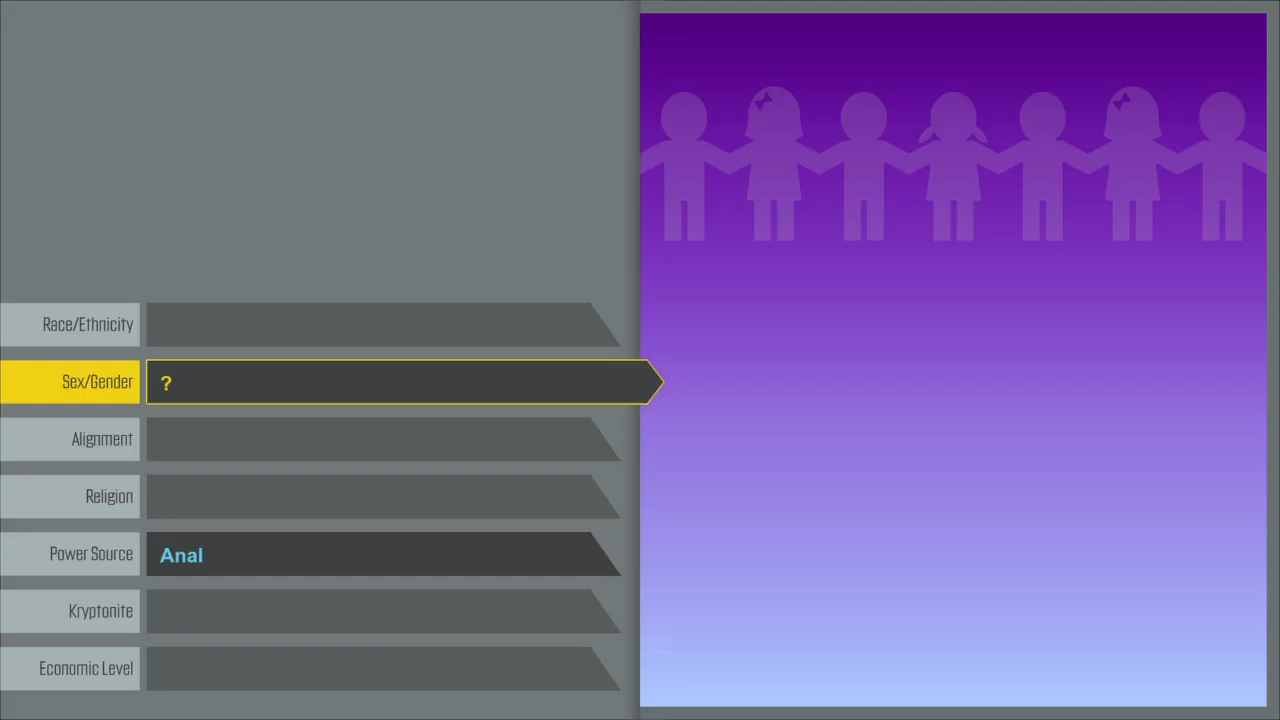 Race/Ethnicity
Sex/Gender ?
Alignment
Religion
Power Source Anal
Kryptonite
Economic Level